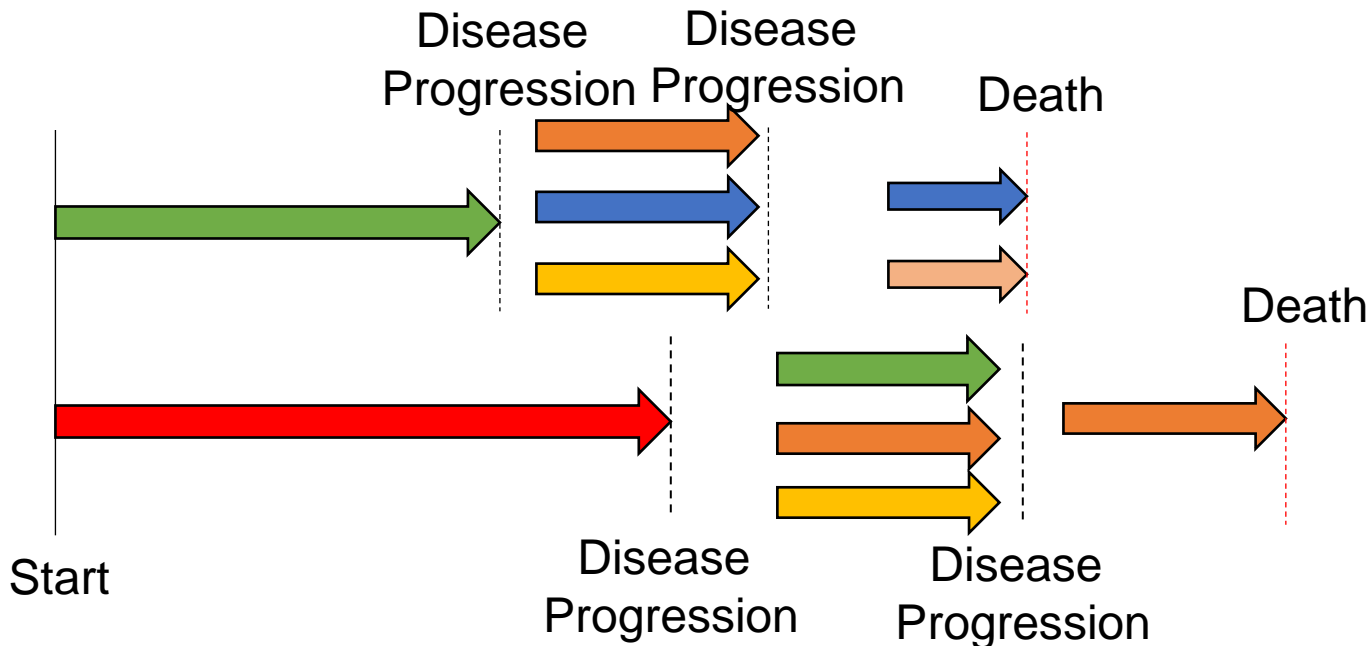 Disease
Progression
Disease
Progression
Death
Death
Start
Disease
Progression
Disease
Progression